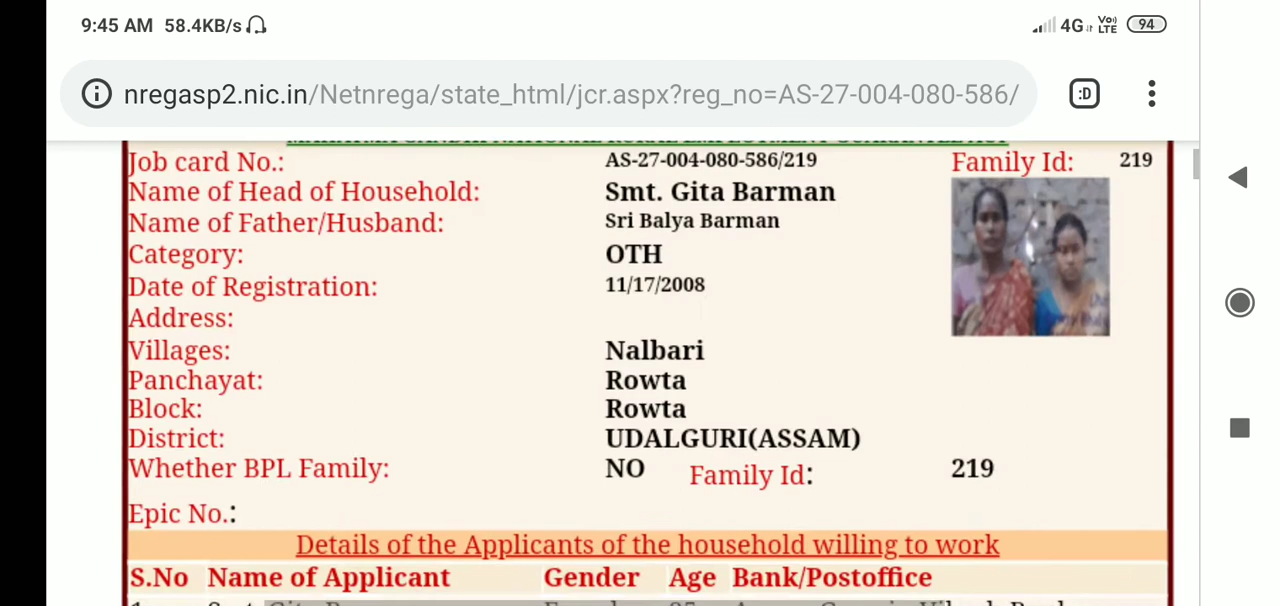 9:45 AM 58.4KB/s 4G Vo) LTE 94
nregasp2.nic.in/Netnrega/state_html/jcr.aspx?reg_no=AS-27-004-080-586/ :D
Job card No.: AS-27-004-080-586/219 Family Id: 219
Name of Head of Household: Smt. Gita Barman
Name of Father/Husband: Sri Balya Barman
Category: OTH
Date of Registration: 11/17/2008
Address:
Villages: Nalbari
Panchayat: Rowta
Block: Rowta
District: UDALGURI(ASSAM)
Whether BPL Family: NO Family Id: 219
Epic No.:
Details of the Applicants of the household willing to work
S.No Name of Applicant Gender Age Bank/Postoffice